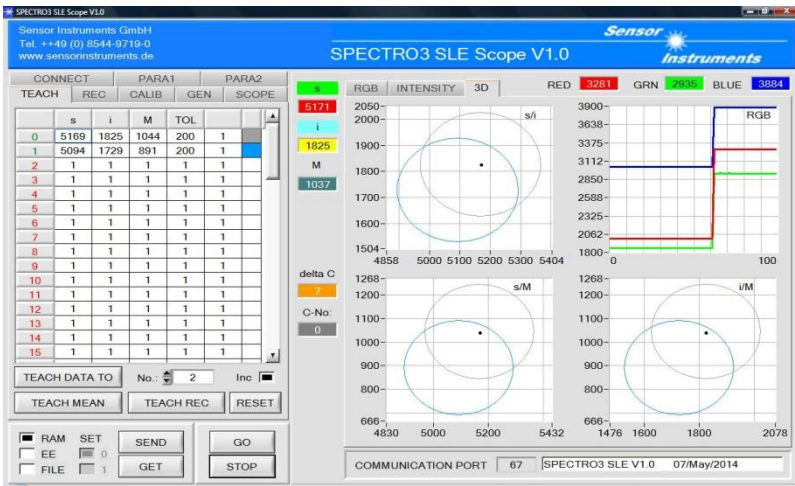 SPECTRO3 SLE Scope V1.0
Sensor Instruments GmbH
Tel. ++49 (0) 8544-9719-0
www.sensorinstruments.de
SPECTRO3 SLE Scope V1.0
Sensor
Instruments
CONNECT PARA1 PARA2
TEACH REC CALIB GEN SCOPE
s i M TOL
0 5169 1825 1044 200 1
1 5094 1729 891 200 1
2 1 1 1 1 1
3 1 1 1 1 1
4 1 1 1 1 1
5 1 1 1 1 1
6 1 1 1 1 1
7 1 1 1 1 1
8 1 1 1 1 1
9 1 1 1 1 1
10 1 1 1 1 1
11 1 1 1 1 1
12 1 1 1 1 1
13 1 1 1 1 1
14 1 1 1 1 1
15 1 1 1 1 1
TEACH DATA TO No.: 2 Inc
TEACH MEAN TEACH REC RESET
RAM SET SEND GO
EE 0
FILE 1 GET STOP
s
5171
i
1825
M
1037
delta C
7
C-No:
0
RGB INTENSITY 3D RED 3281 GRN 2935 BLUE 3884
s/i
2050
2000
1900
1800
1700
1600
1504
4858 5000 5100 5200 5300 5404
RGB
3900
3638
3375
3112
2850
2588
2325
2062
1800
0 100
s/M
1268
1200
1100
1000
900
800
666
4830 5000 5200 5432
i/M
1268
1200
1100
1000
900
800
666
1476 1600 1800 2078
COMMUNICATION PORT 67 SPECTRO3 SLE V1.0 07/May/2014